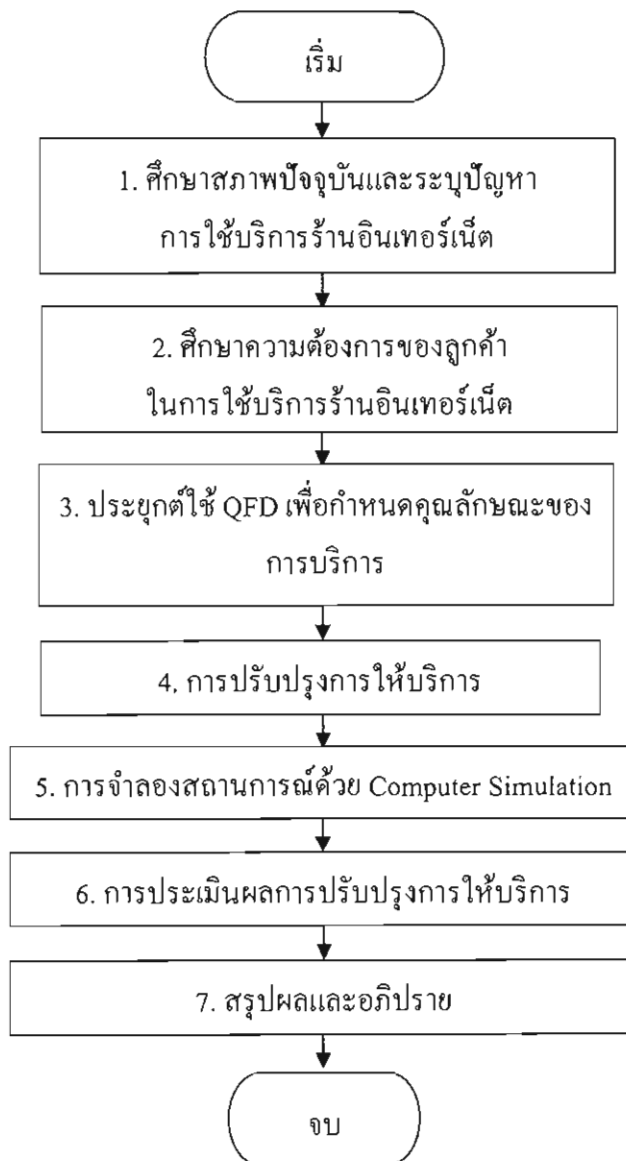 เริ่ม
1. ศึกษาสภาพปัจจุบันและระบุปัญหา
การใช้บริการร้านอินเทอร์เน็ต
2. ศึกษาความต้องการของลูกค้า
ในการใช้บริการร้านอินเทอร์เน็ต
3. ประยุกต์ใช้ QFD เพื่อกำหนดคุณลักษณะของ
การบริการ
4. การปรับปรุงการให้บริการ
5. การจำลองสถานการณ์ด้วย Computer Simulation
6. การประเมินผลการปรับปรุงการให้บริการ
7. สรุปผลและอภิปราย
จบ